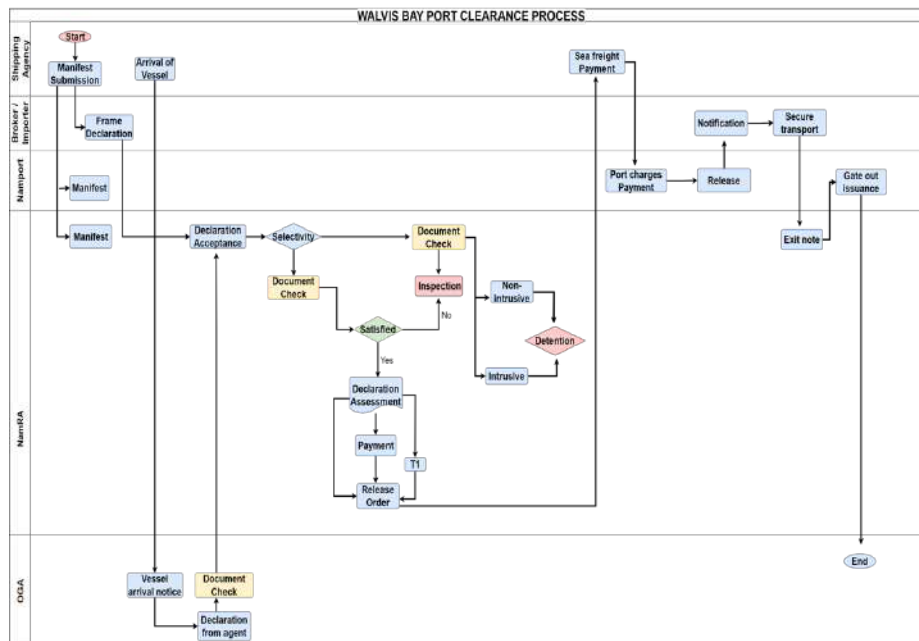 WALVIS BAY PORT CLEARANCE PROCESS
Shipping
Agency
Start
Manifest
Submission
Arrival of
Vessel
Sea freight
Payment
Broker /
Importer
Frame
Declaration
Notification
Secure
transport
Namport
Manifest
Port charges
Payment
Release
Gate out
issuance
NamRA
Manifest
Declaration
Acceptance
Selectivity
Document
Check
Exit note
Document
Check
Inspection
Non-
Intrusive
No
Satisfied
Detention
Yes
Intrusive
Declaration
Assessment
Payment
T1
Release
Order
OGA
End
Vessel
arrival notice
Document
Check
Declaration
from agent